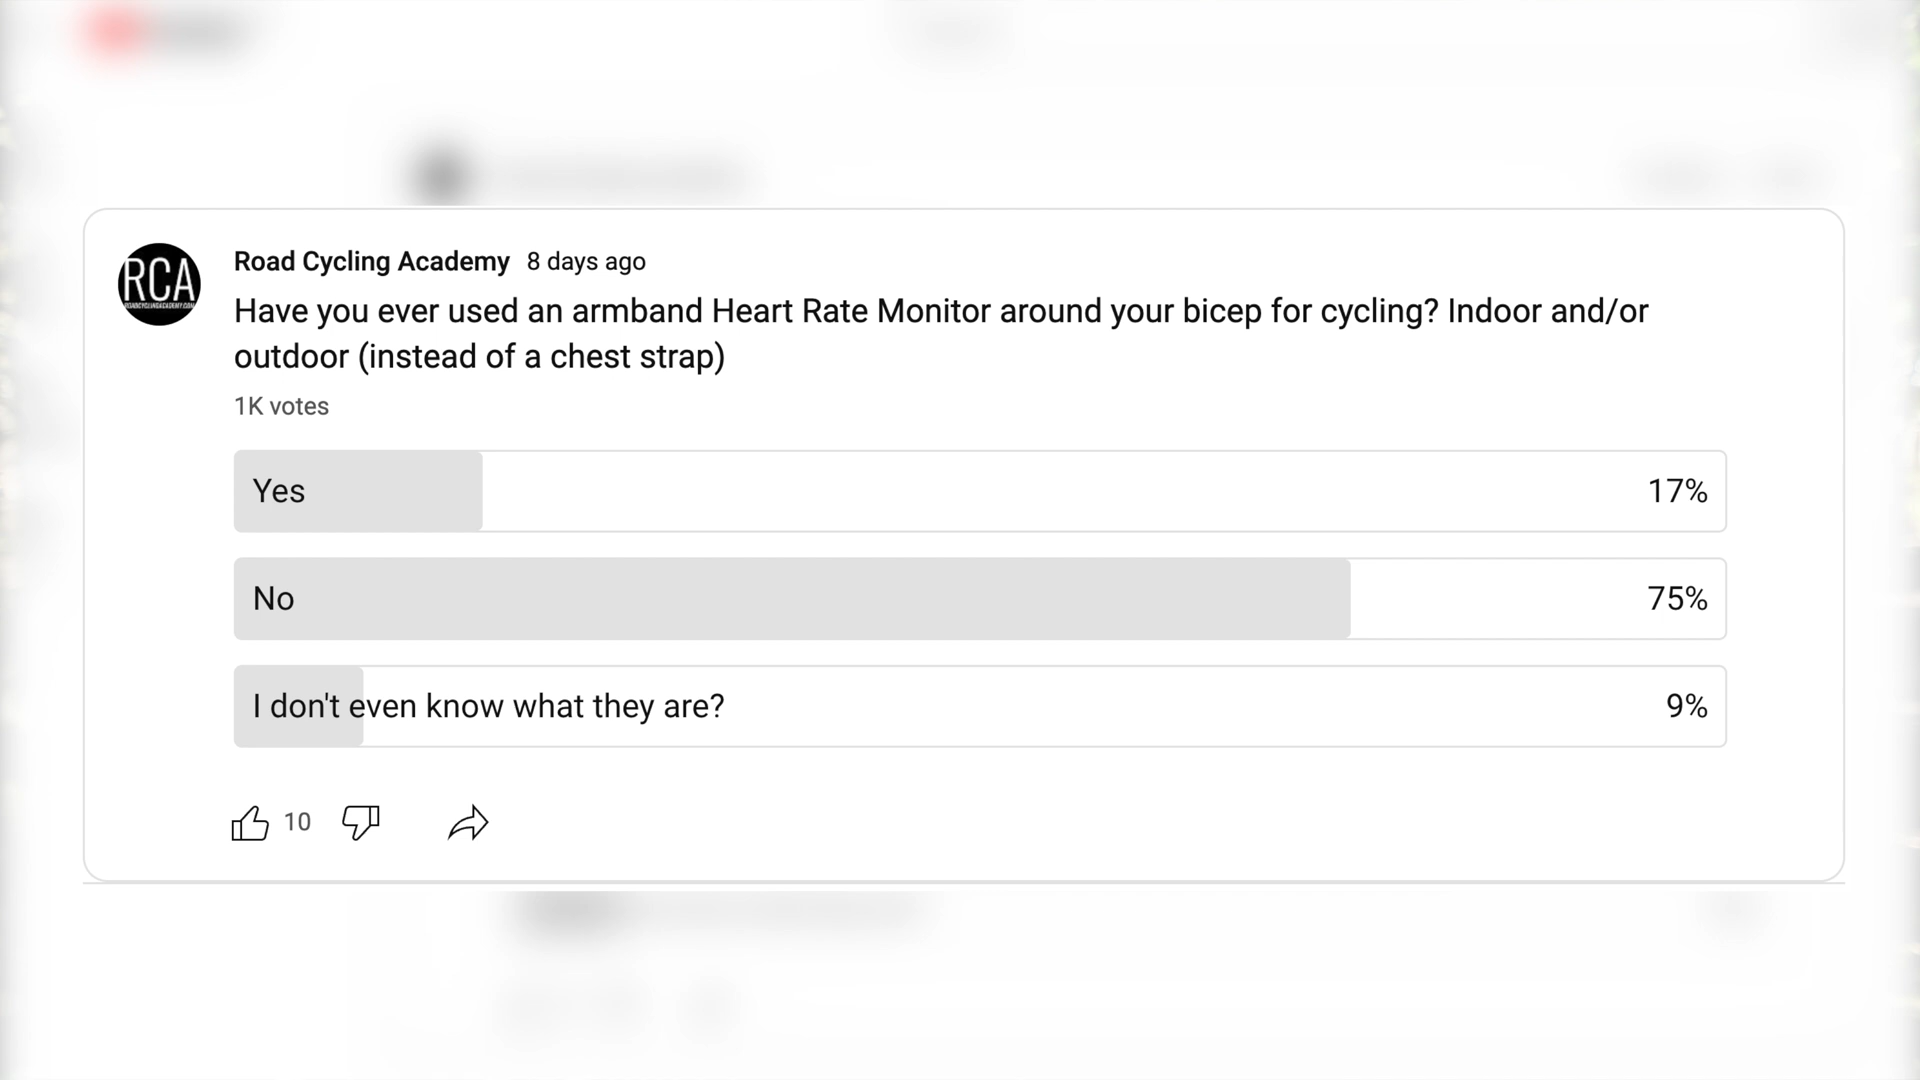 RCA
Road Cycling Academy 8 days ago
Have you ever used an armband Heart Rate Monitor around your bicep for cycling? Indoor and/or
outdoor (instead of a chest strap)
1K votes
Yes 17%
No 75%
I don't even know what they are? 9%
10